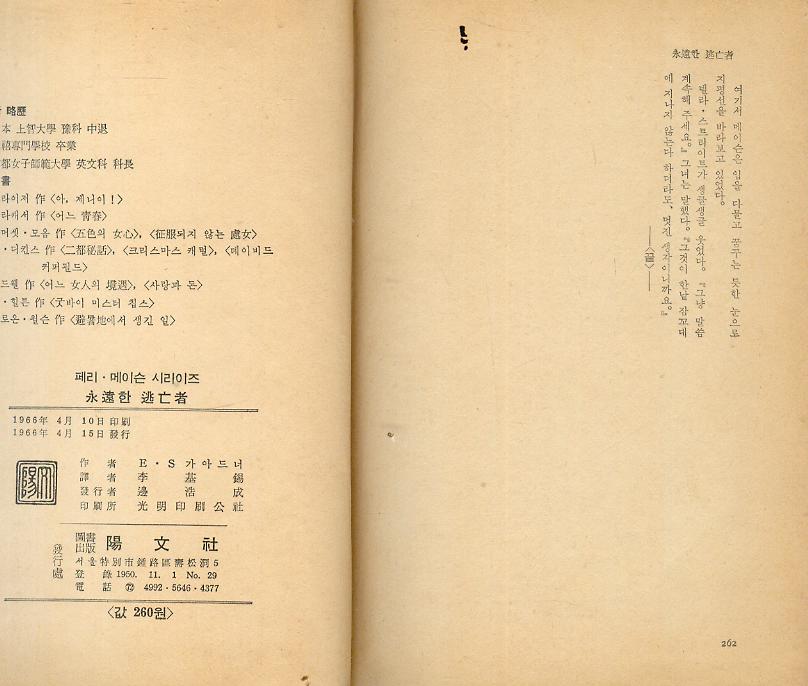 略歷
本 上智大學 豫科 中退
禧專門學校 卒業
都女子師範大學 英文科 科長
書
라이저 作 〈아, 제니이!〉
라캐서 作 〈어느 靑春〉
머셋·모옴 作 〈五色의 女心〉, 〈征服되지 않는 處女〉
·디킨스 作 〈二都秘話〉, 〈크리스마스 캐럴〉, 〈데이비드
커퍼필드〉
드윌 作 〈어느 女人의 境遇〉, 〈사랑과 돈〉
·힐튼 作 〈굿바이 미스터 칩스〉
로온·윌슨 作 〈避暑地에서 생긴 일〉
페리·메이슨 시리이즈
永遠한 逃亡者
1966年 4月 10日 印刷
1966年 4月 15日 發行
作者 E·S 가아드너
譯者 李基錫
發行者 邊浩成
印刷所 光明印刷公社
發行處
圖書出版 陽文社
서울特別市鍾路區壽松洞 5
登錄 1950. 11. 1 No. 29
電話 ⑫ 4992·5646·4377
〈값 260원〉
永遠한 逃亡者
여기서 메이슨은 입을 다물고 꿈꾸는 듯한 눈으로
지평선을 바라보고 있었다.
델라·스트리이트가 생글생글 웃었다. 『그냥 말씀
계속해 주세요.』 그녀는 말했다. 『그것이 한낱 잠꼬대
에 지나지 않는다 하더라도, 멋진 생각이니까요.』
——〈끝〉——
262